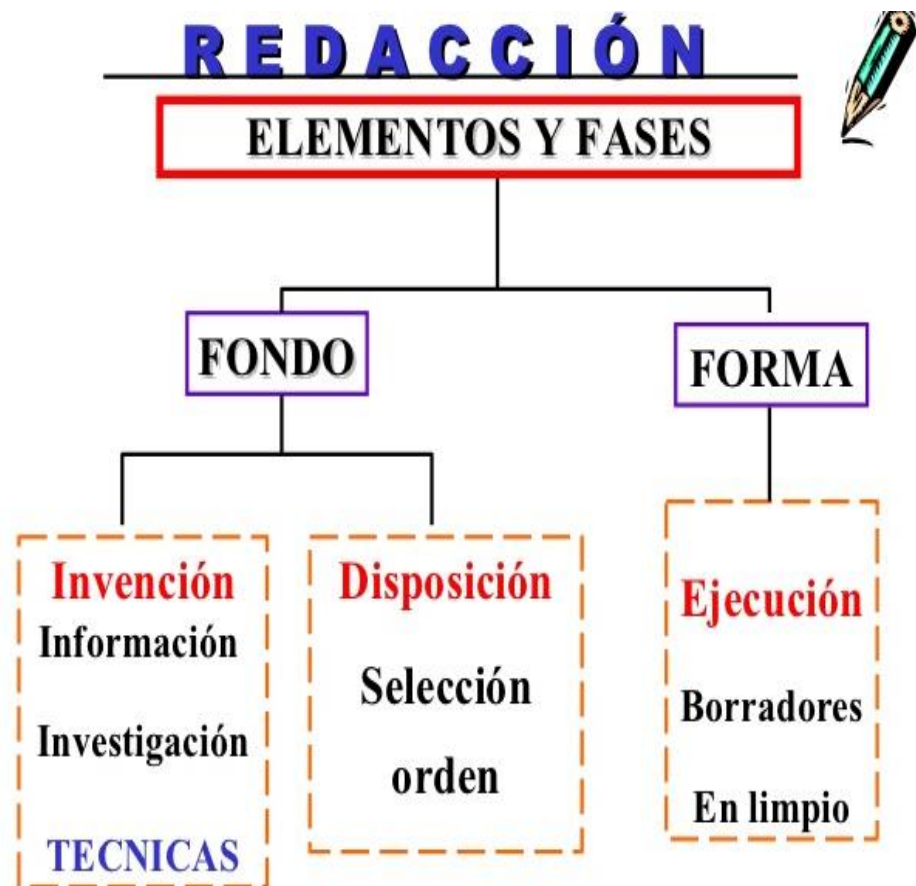 REDACCIÓN
ELEMENTOS Y FASES
FONDO
FORMA
Invención
Información
Investigación
TECNICAS
Disposición
Selección
orden
Ejecución
Borradores
En limpio